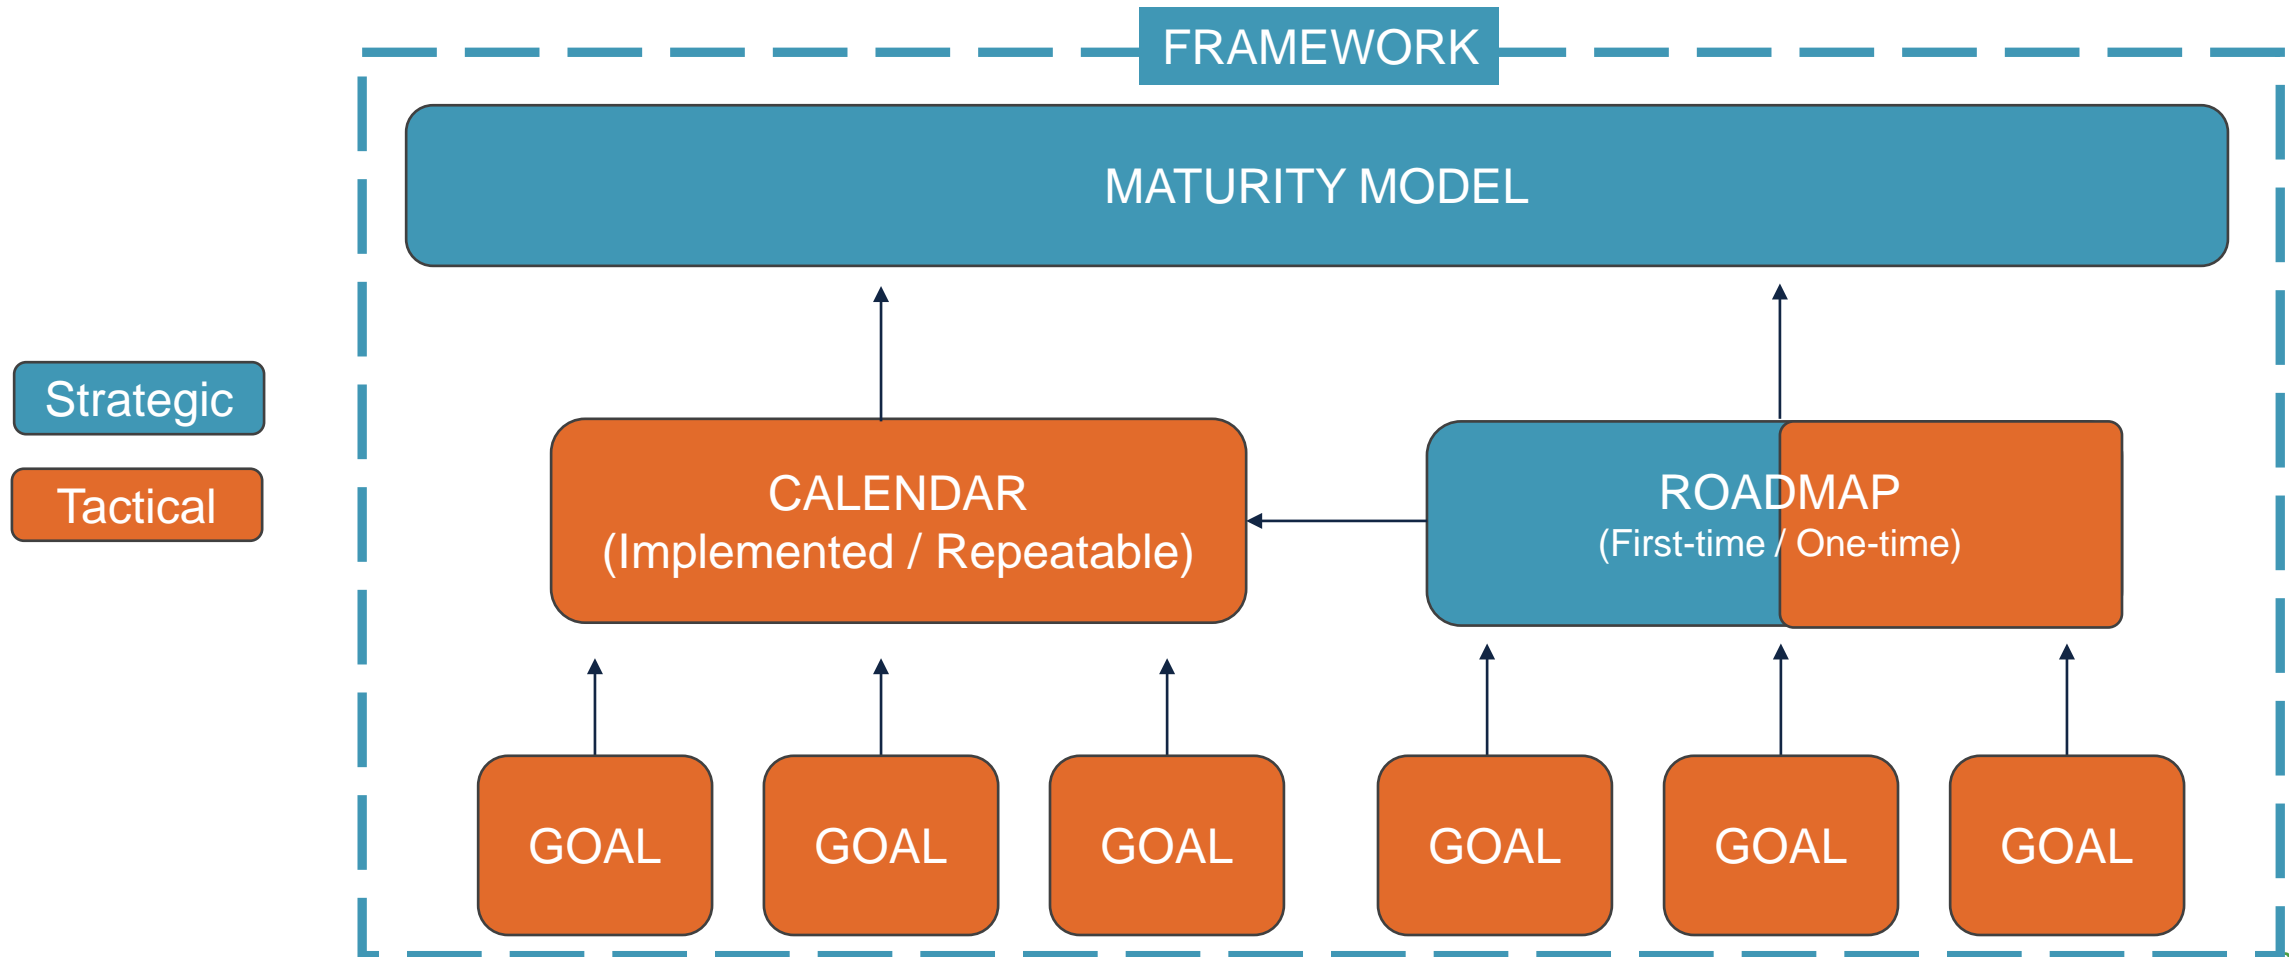 FRAMEWORK
MATURITY MODEL
Strategic
Tactical
CALENDAR
(Implemented / Repeatable)
ROADMAP
(First-time / One-time)
GOAL
GOAL
GOAL
GOAL
GOAL
GOAL